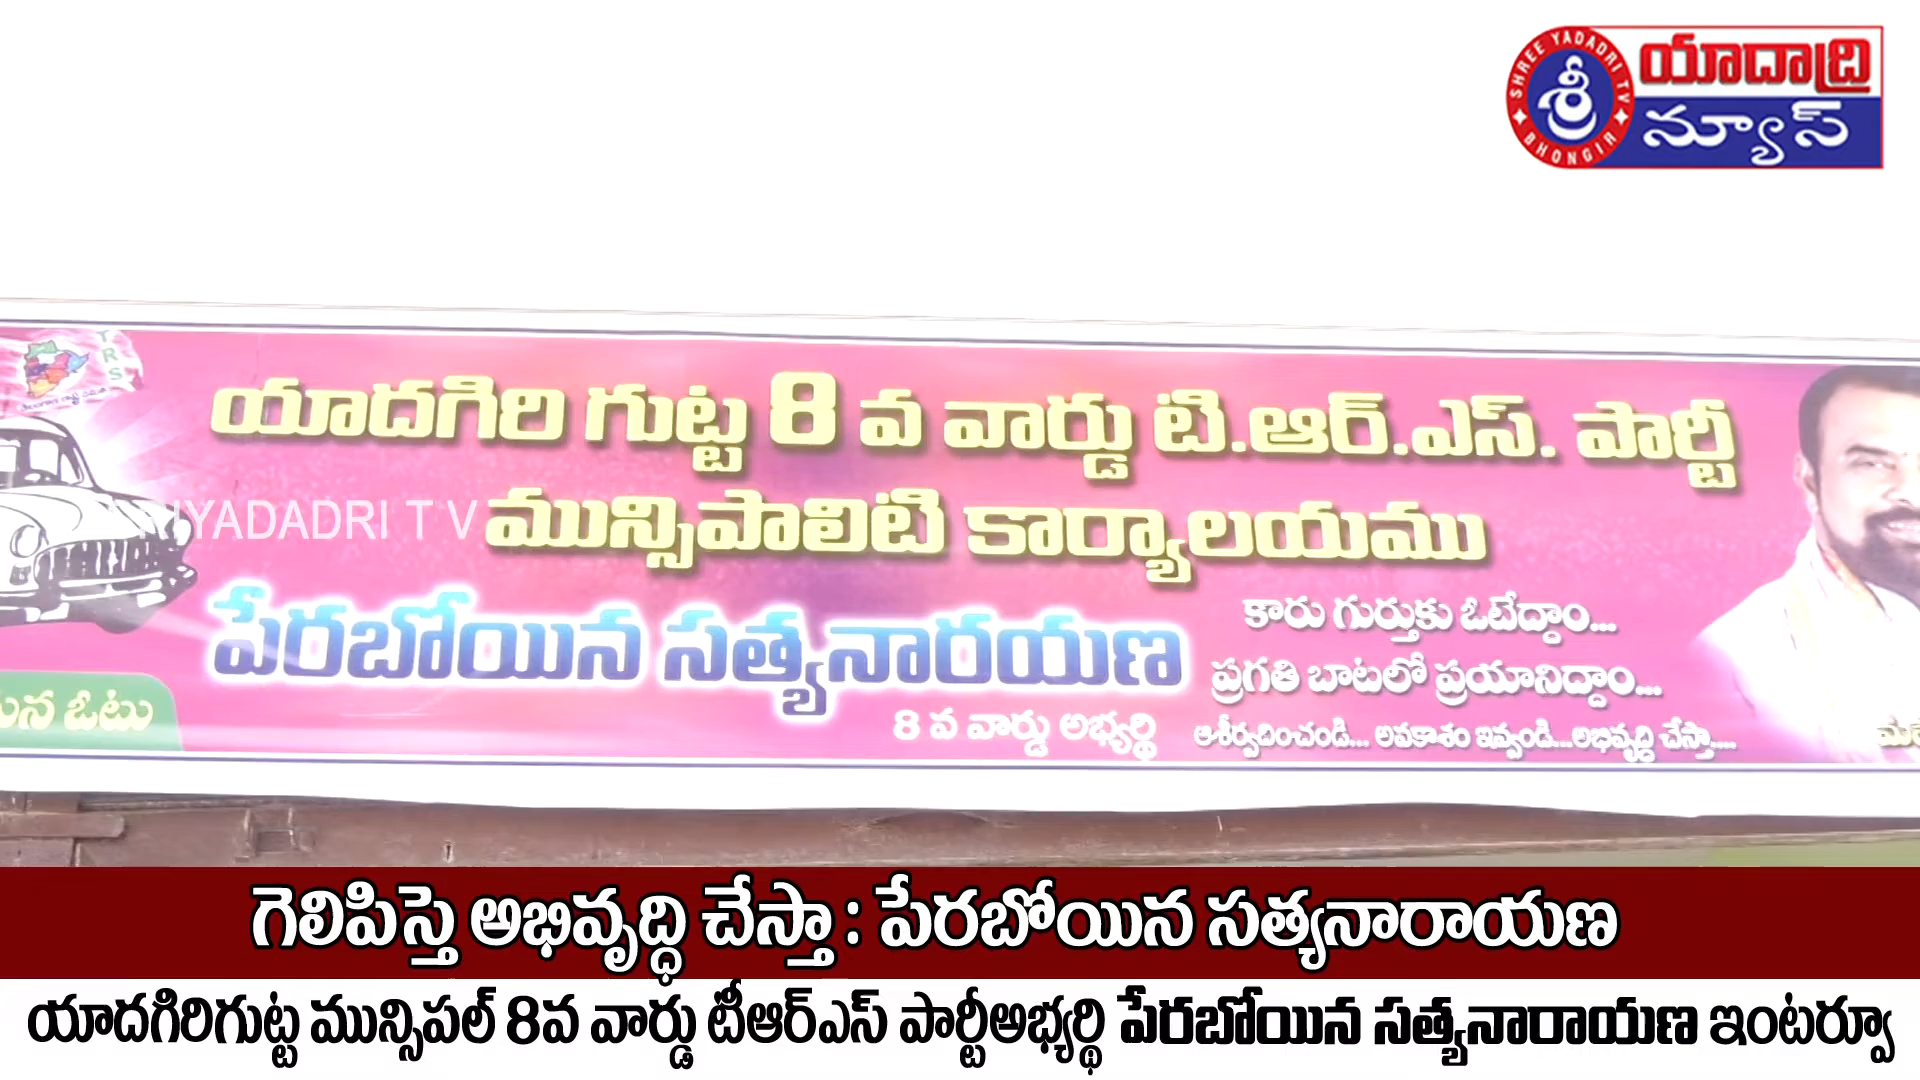 SHREE YADADRI TV
BHONGIR
శ్రీ
యాదాద్రి
న్యూస్
TRS
యాదగిరి గుట్ట 8 వ వార్డు టి.ఆర్.ఎస్. పార్టీ
మున్సిపాలిటి కార్యాలయము
RIYADADRI T V
పేరబోయిన సత్యనారయణ
8 వ వార్డు అభ్యర్థి
కారు గుర్తుకు ఓటేద్దాం...
ప్రగతి బాటలో ప్రయానిద్దాం...
ఆశీర్వదించండి... అవకాశం ఇవ్వండి...అభివృద్ధి చేస్తా....
ఓటు
గెలిపిస్తె అభివృద్ధి చేస్తా : పేరబోయిన సత్యనారాయణ
యాదగిరిగుట్ట మున్సిపల్ 8వ వార్డు టీఆర్ఎస్ పార్టీఅభ్యర్థి పేరబోయిన సత్యనారాయణ ఇంటర్వూ